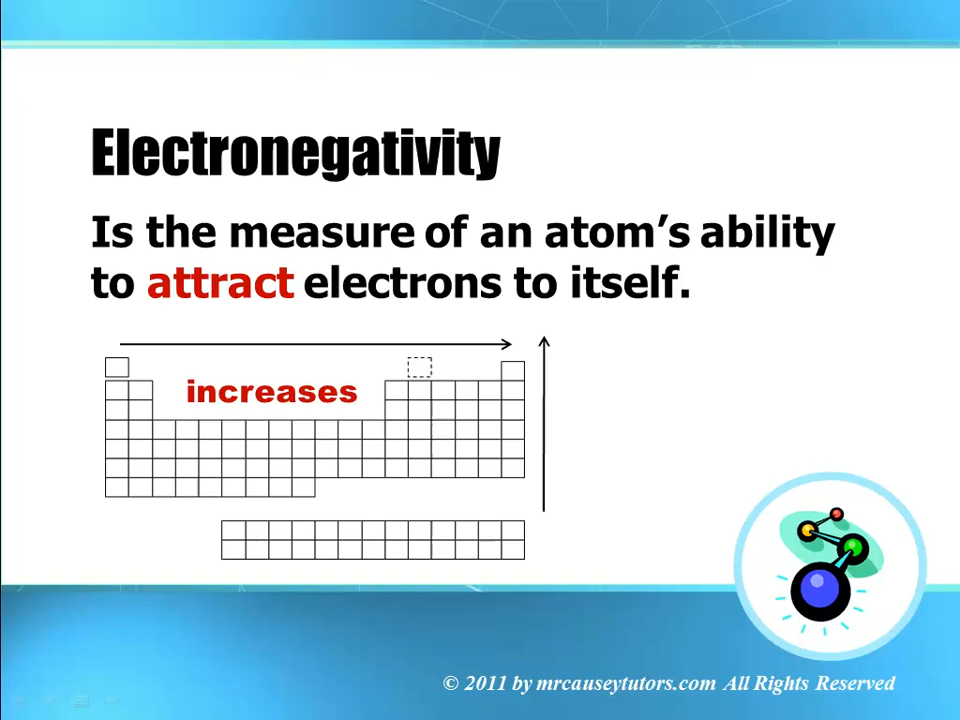 Electronegativity
Is the measure of an atom’s ability
to attract electrons to itself.
increases
© 2011 by mrcauseytutors.com All Rights Reserved